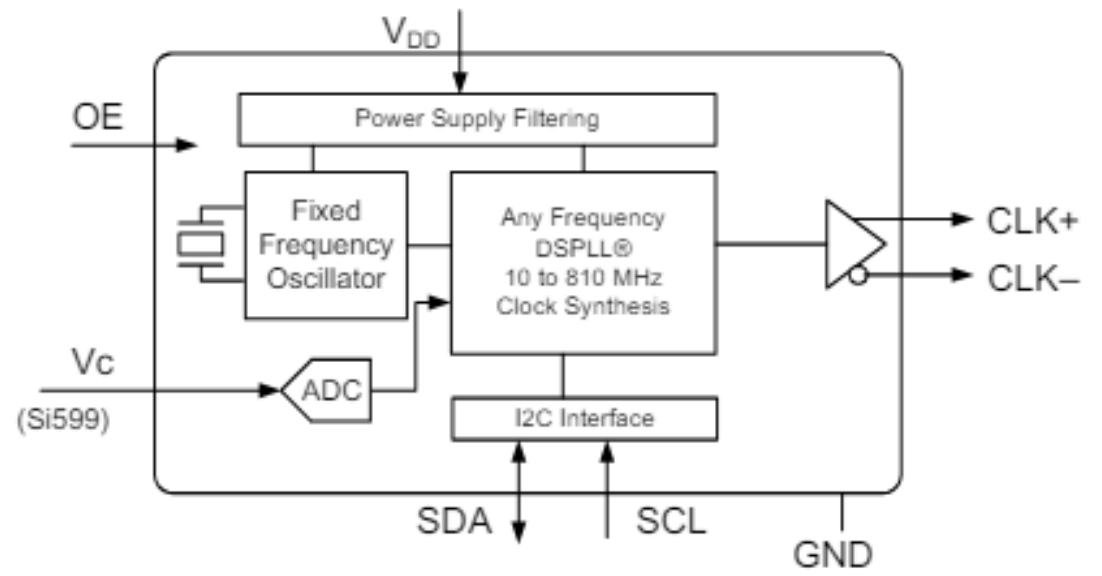 VDD
OE
Power Supply Filtering
Fixed
Frequency
Oscillator
Any Frequency
DSPLL®
10 to 810 MHz
Clock Synthesis
CLK+
CLK–
Vc
(Si599)
ADC
I2C Interface
SDA
SCL
GND